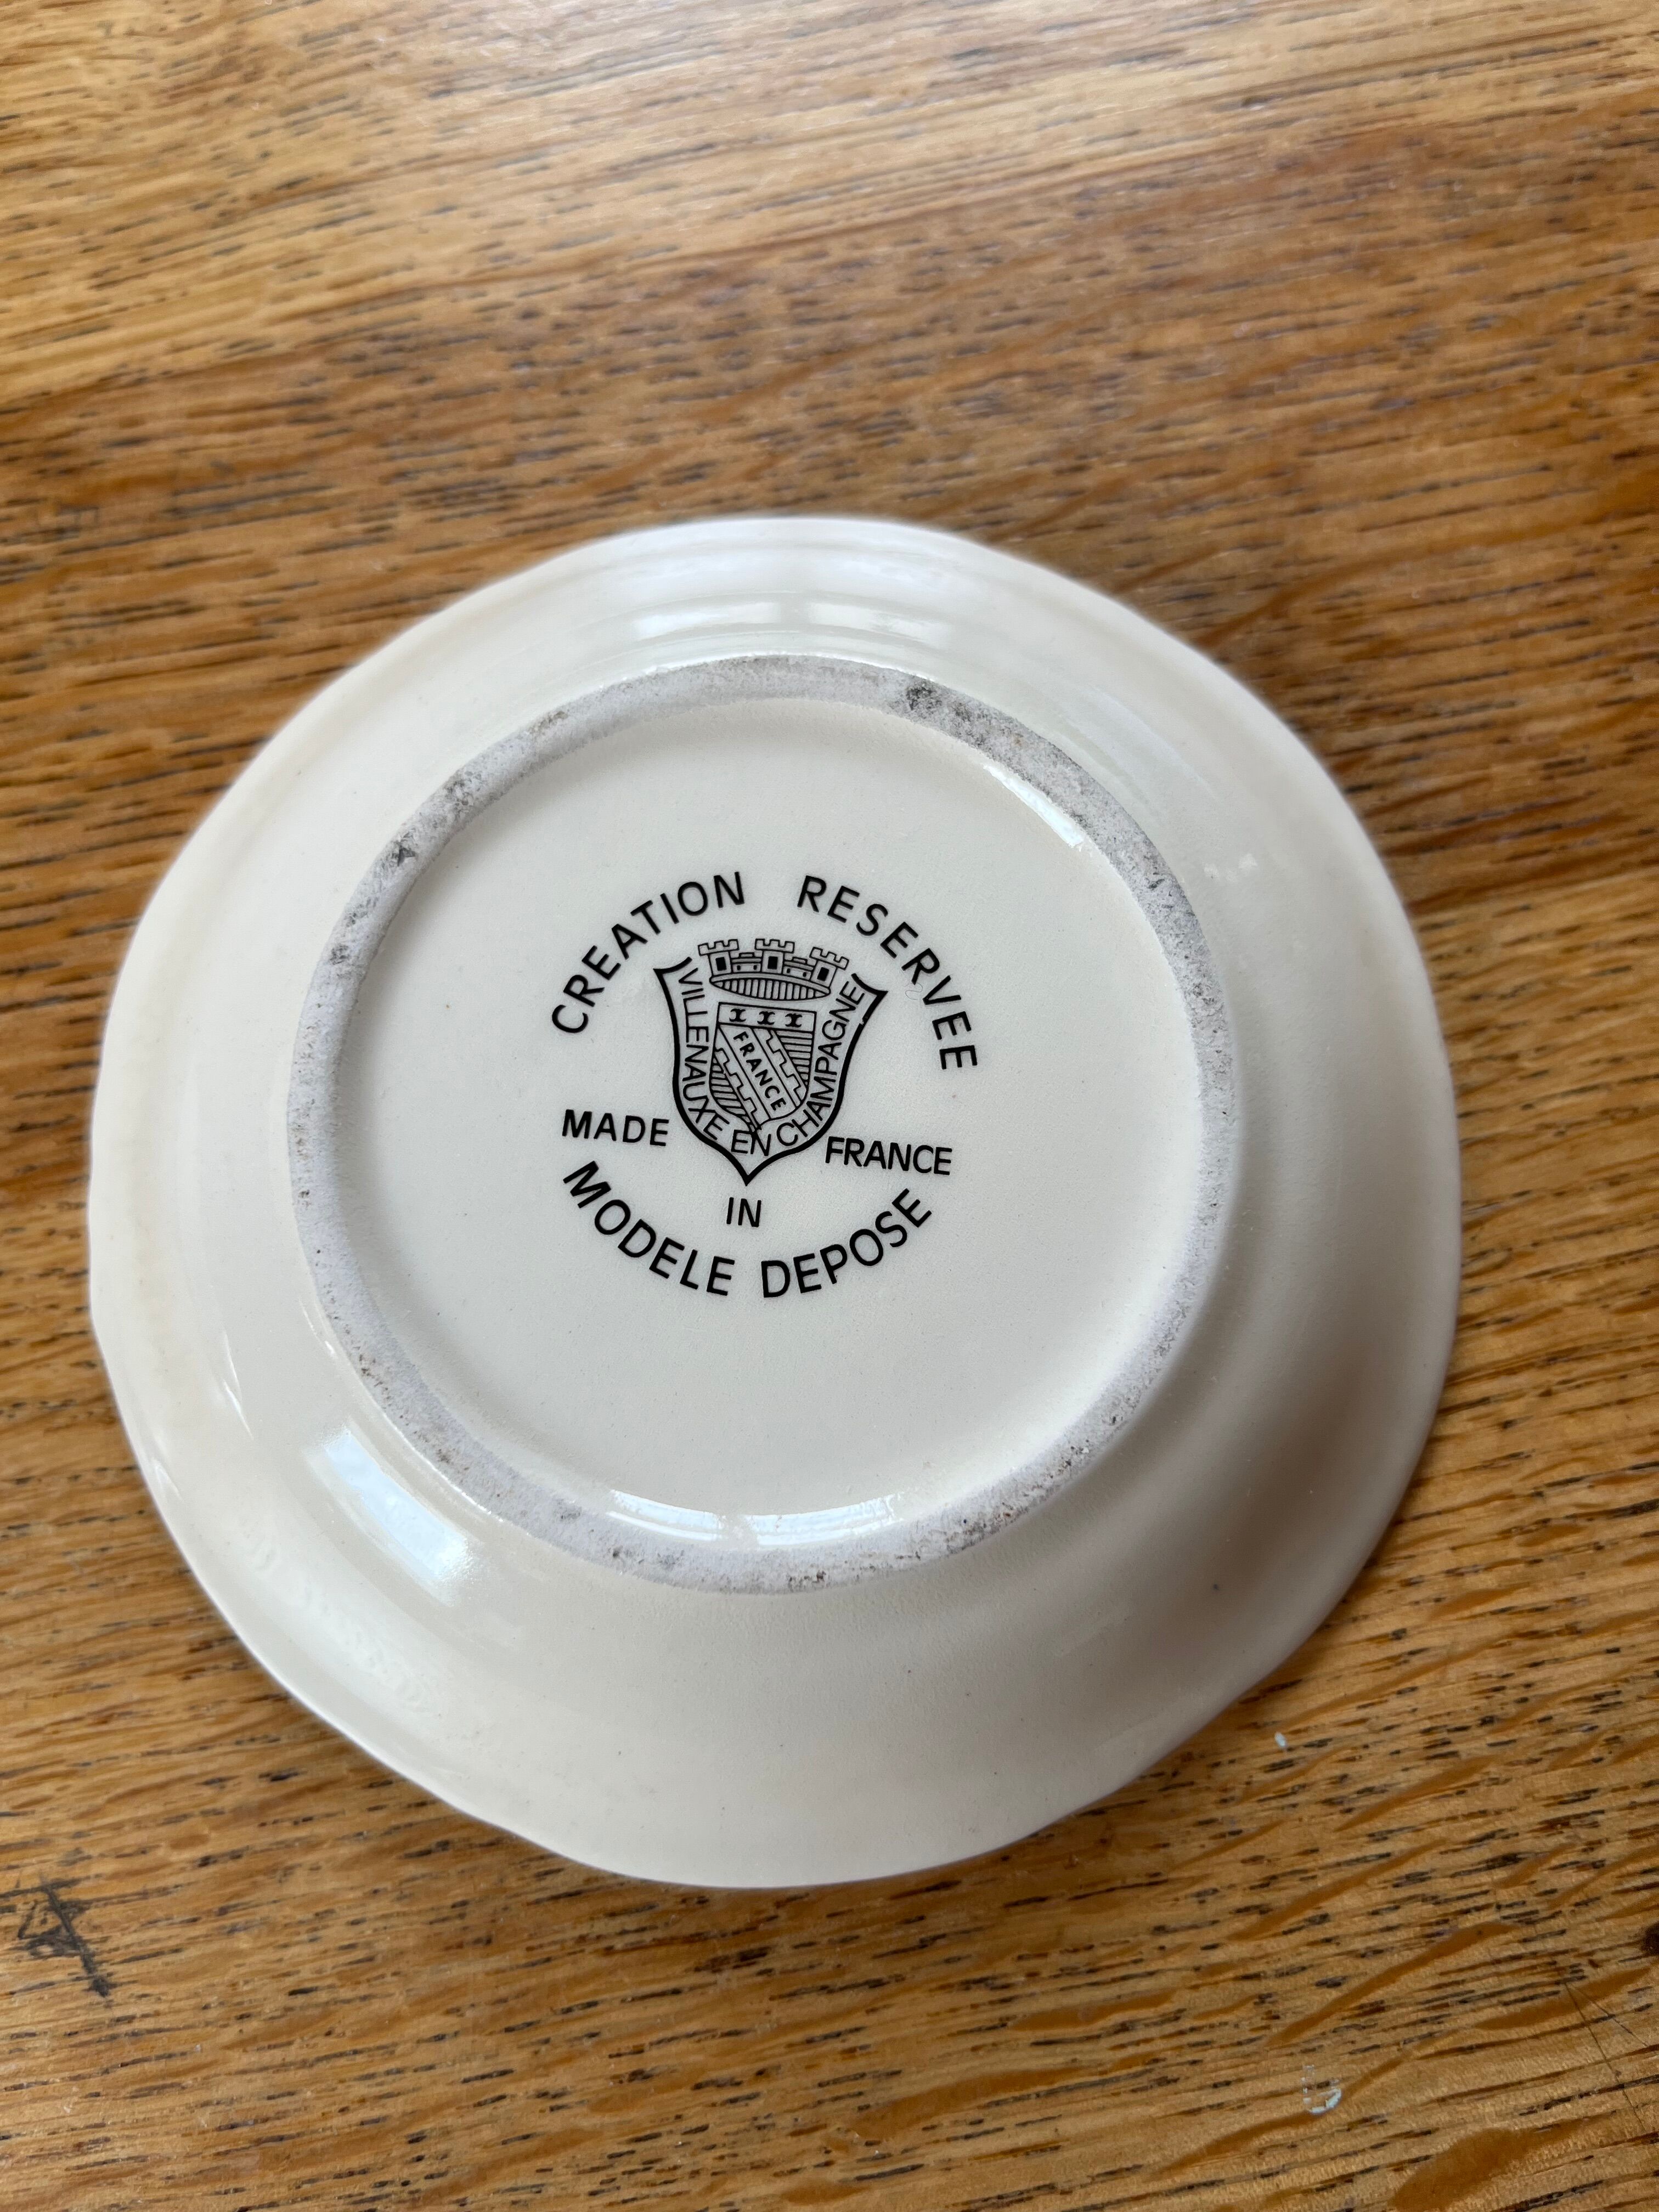 CREATION RESERVEE
VILLENAUXE EN CHAMPAGNE
FRANCE
MADE IN FRANCE
MODELE DEPOSE